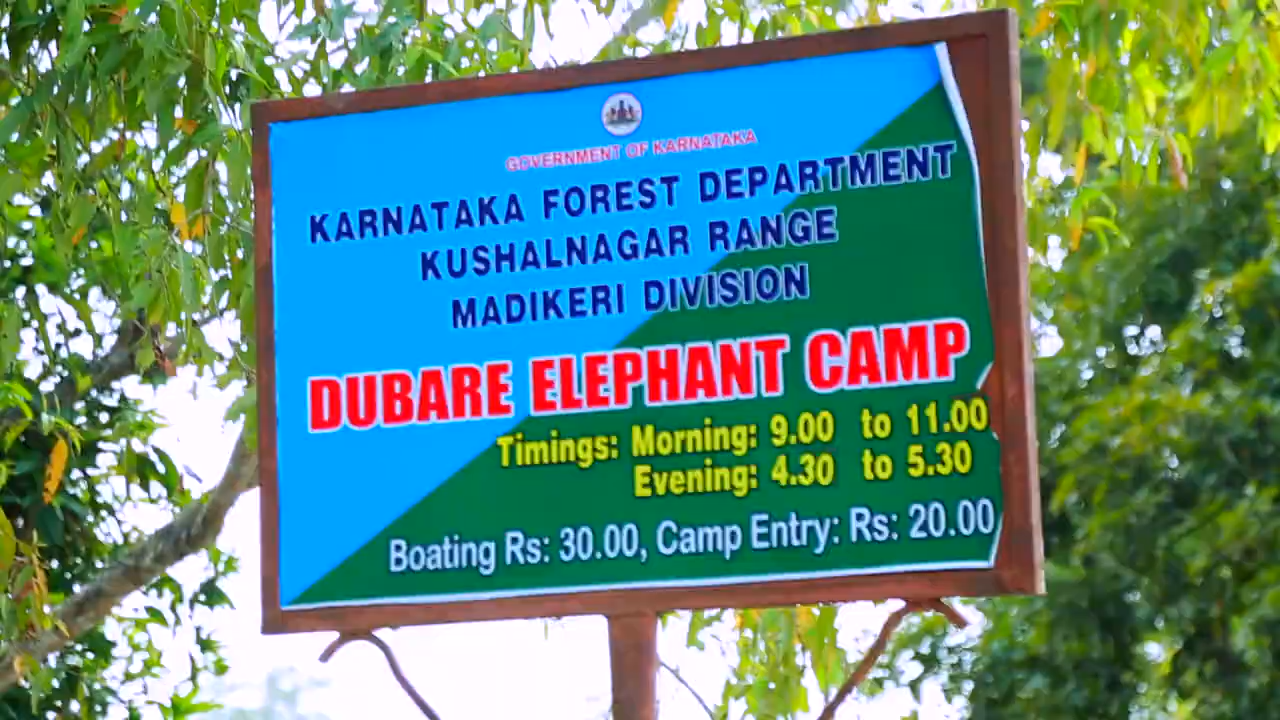 GOVERNMENT OF KARNATAKA
KARNATAKA FOREST DEPARTMENT
KUSHALNAGAR RANGE
MADIKERI DIVISION
DUBARE ELEPHANT CAMP
Timings: Morning: 9.00 to 11.00
Evening: 4.30 to 5.30
Boating Rs: 30.00, Camp Entry: Rs: 20.00